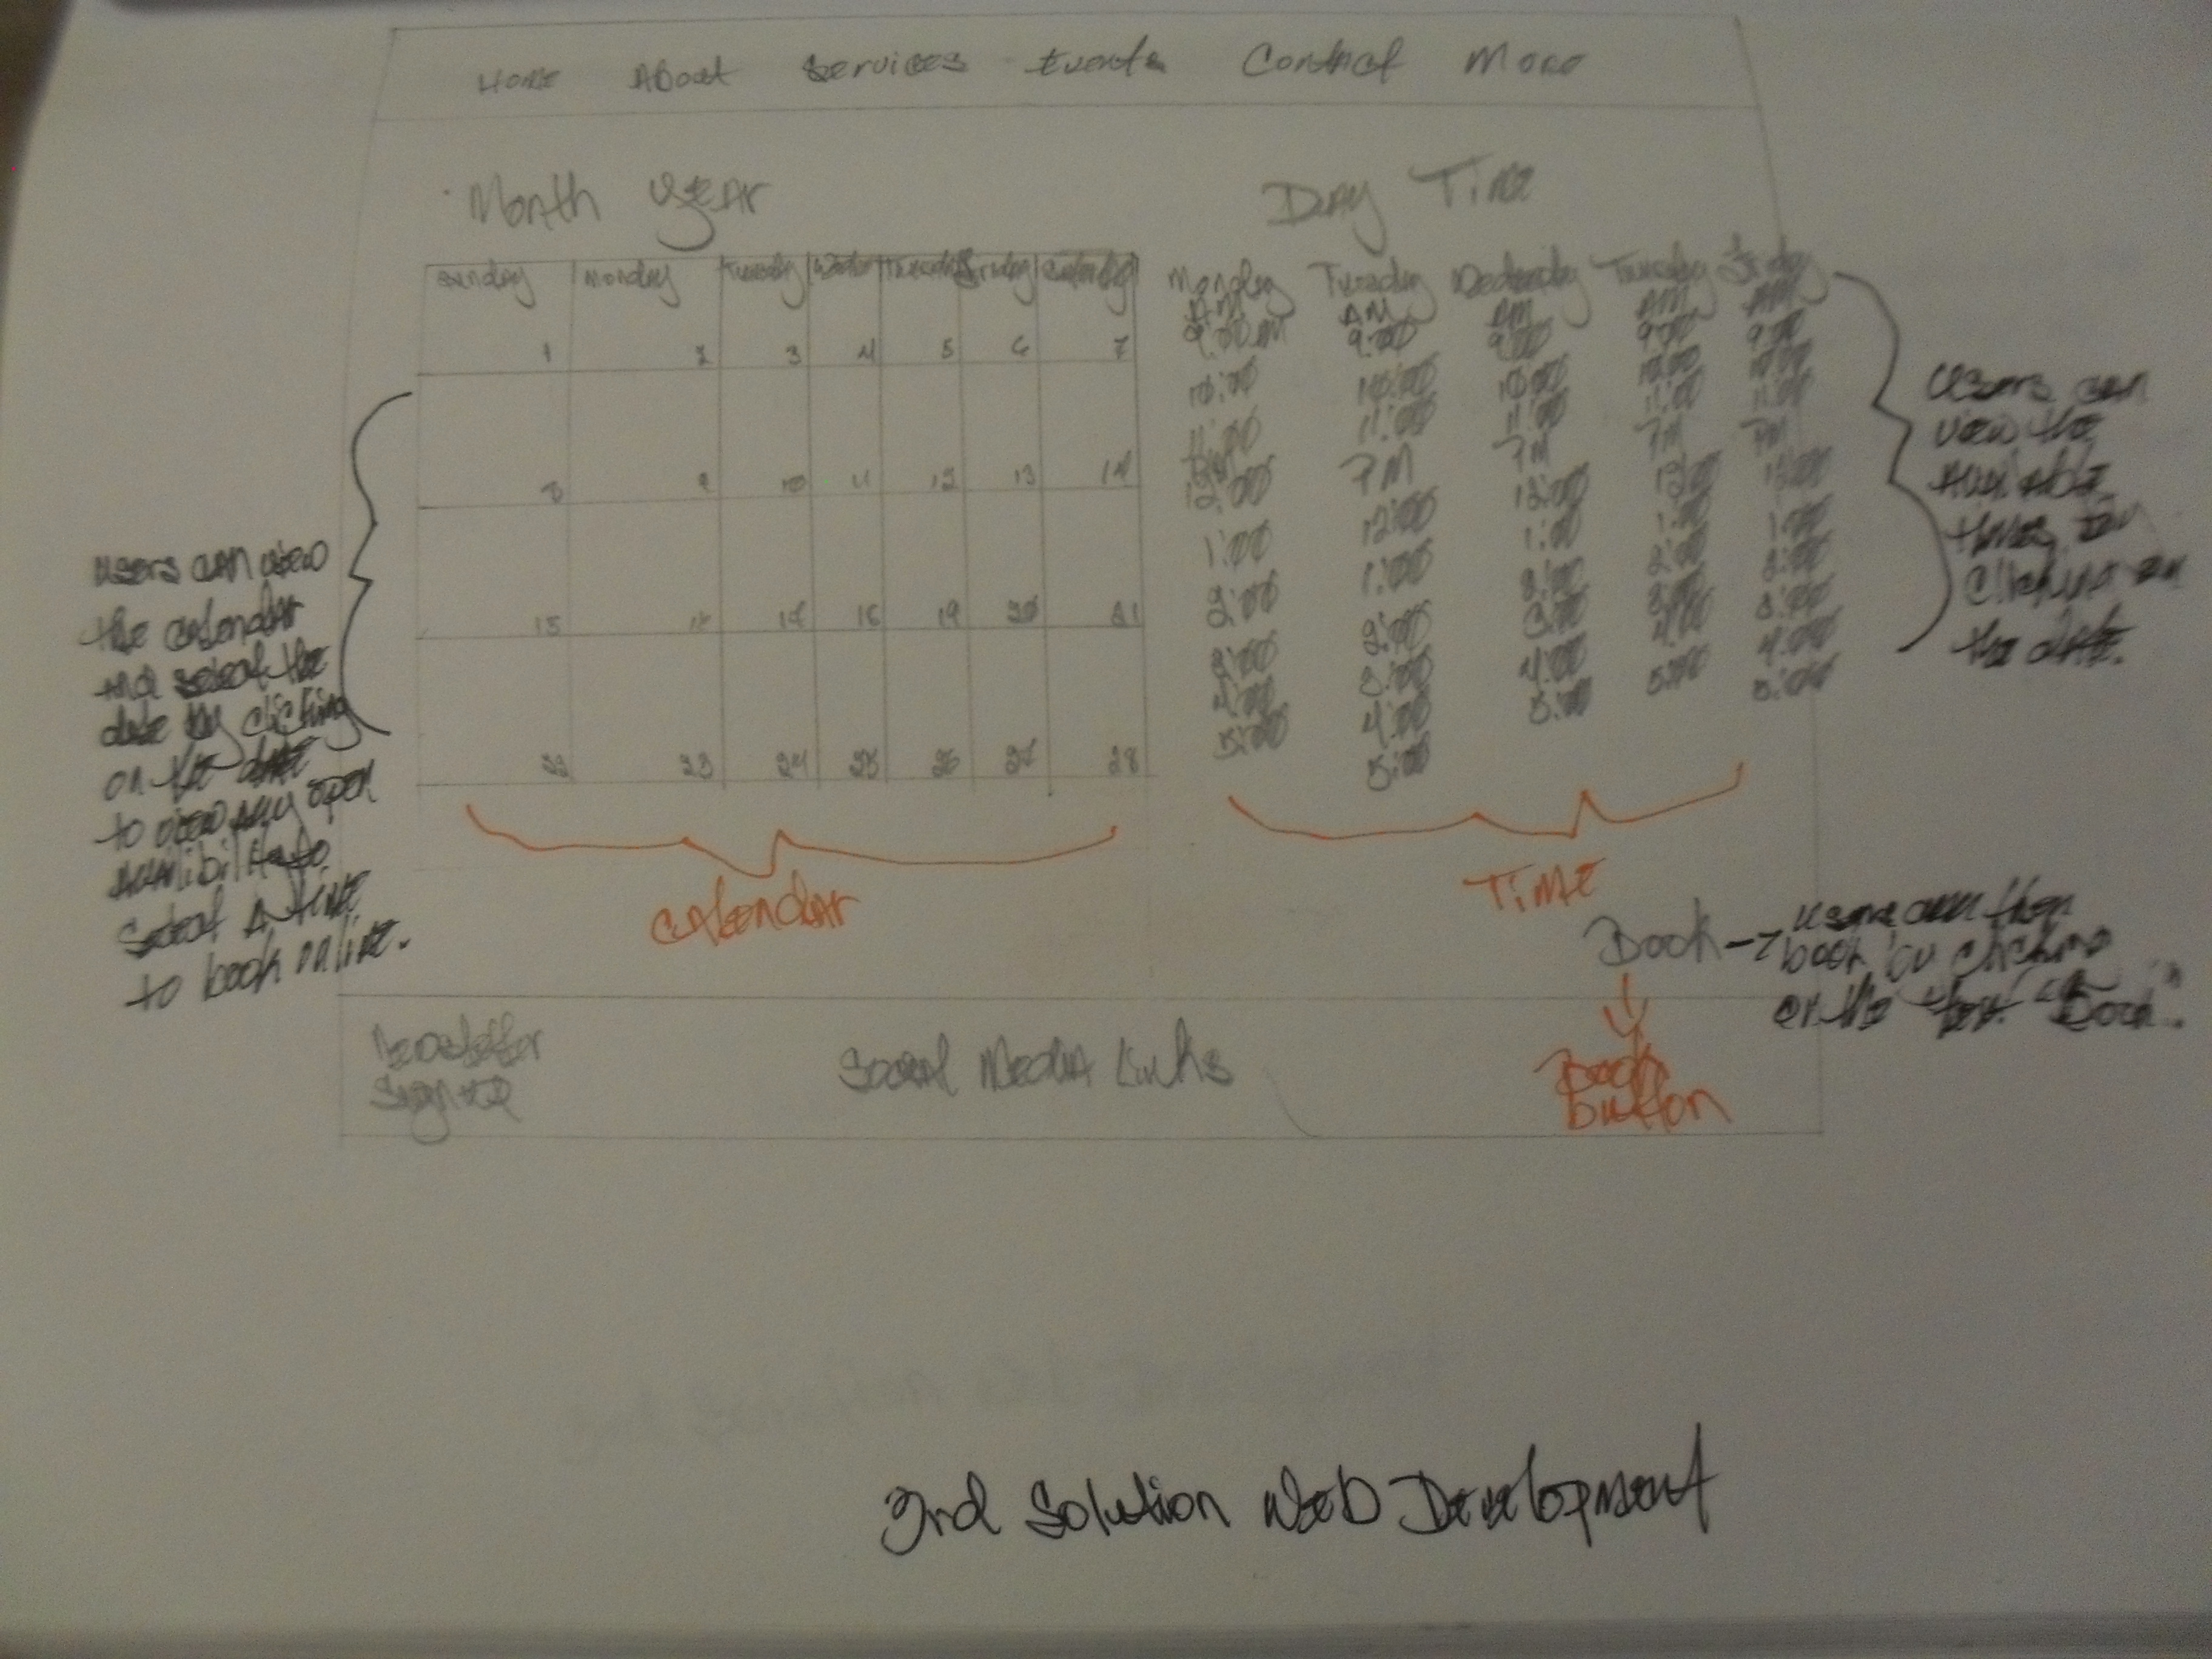 Home About Services Events Contact More
Month Year
Day Time
Sunday Monday Tuesday Friday Saturday
1 2 3 4 5 6 7
8 9 10 11 12 13 14
15 17 18 19 20 21
22 23 24 25 26 27 28
Monday Tuesday Wednesday Thursday Friday
AM AM AM AM AM
9:00 AM 9:00 9:00 9:00 9:00
10:00 10:00 10:00 10:00 10:00
11:00 11:00 11:00 11:00 11:00
PM PM PM PM
12:00 12:00 12:00 12:00 12:00
1:00 1:00 1:00 1:00 1:00
2:00 2:00 2:00 2:00 2:00
3:00 3:00 3:00 3:00 3:00
4:00 4:00 4:00 4:00 4:00
5:00 5:00 5:00 5:00 5:00
Users can view
the calendar
and select the
date by clicking
on the date
to view any open
to
Select A time
to book online.
Users can
view the
Available
times
clicking on
the date.
Calendar
Time
Book
Users can then
book by clicking
on the text "Book".
Book
button
Newsletter
Sign-up
Social Media Links
3rd Solution Web Development